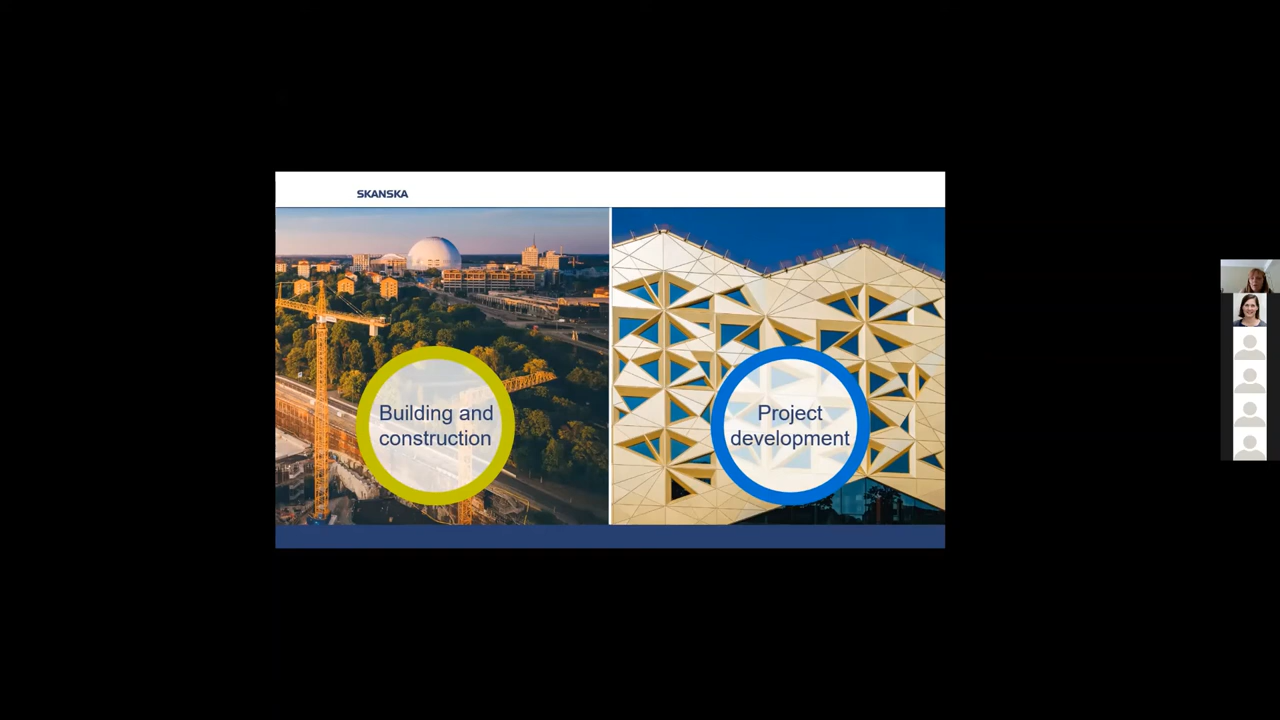 SKANSKA
Building and
construction
Project
development